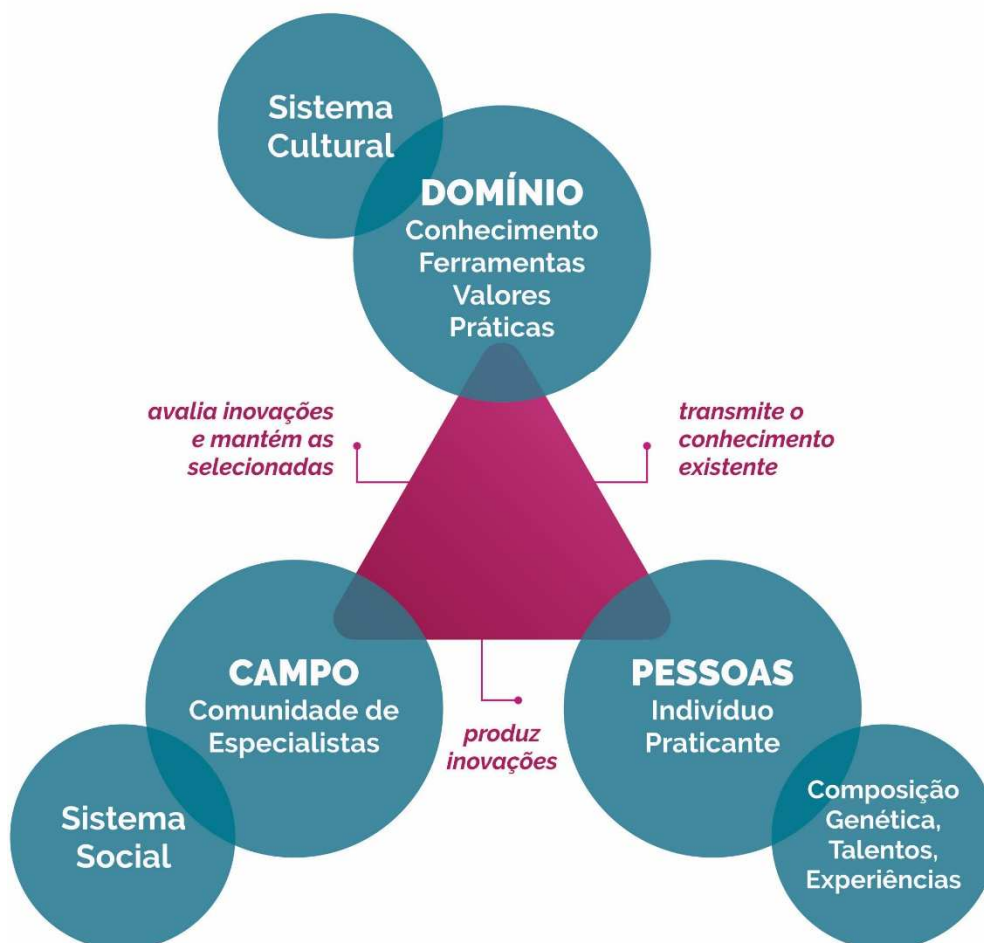 Sistema
Cultural
DOMÍNIO
Conhecimento
Ferramentas
Valores
Práticas
avalia inovações
e mantém as
selecionadas
transmite o
conhecimento
existente
CAMPO
Comunidade de
Especialistas
PESSOAS
Indivíduo
Praticante
produz
inovações
Sistema
Social
Composição
Genética,
Talentos,
Experiências